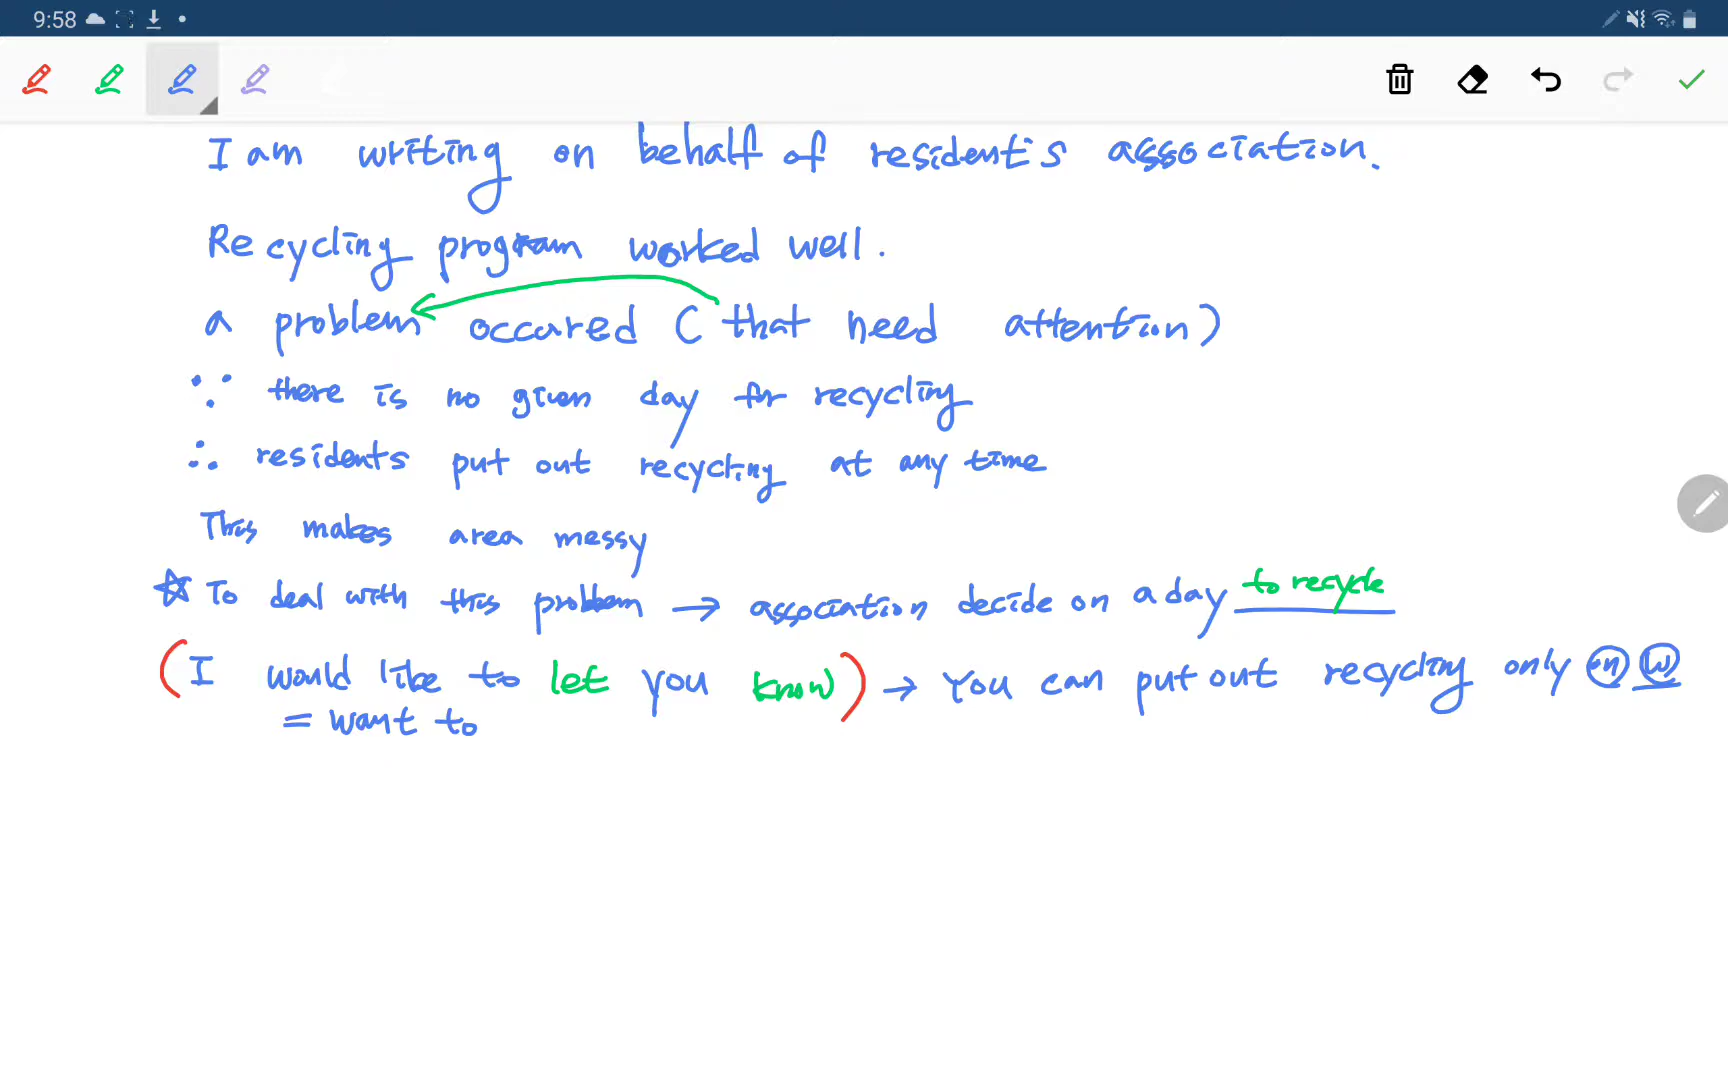 9:58
I am writing on behalf of resident's association.
Recycling program worked well.
a problem occured (that need attention)
∵ there is no given day for recycling
∴ residents put out recycling at any time
This makes area messy
☆ To deal with this problem → association decide on a day to recycle
(I would like to let you know) → You can put out recycling only on W
= want to